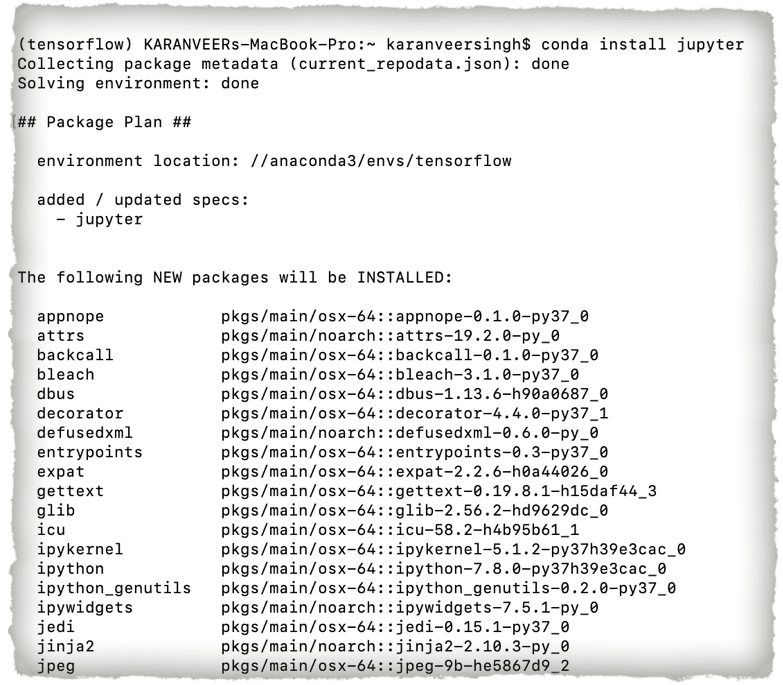 (tensorflow) KARANVEERs-MacBook-Pro:~ karanveersingh$ conda install jupyter
Collecting package metadata (current_repodata.json): done
Solving environment: done
## Package Plan ##
environment location: //anaconda3/envs/tensorflow
added / updated specs:
- jupyter
The following NEW packages will be INSTALLED:
appnope pkgs/main/osx-64::appnope-0.1.0-py37_0
attrs pkgs/main/noarch::attrs-19.2.0-py_0
backcall pkgs/main/osx-64::backcall-0.1.0-py37_0
bleach pkgs/main/osx-64::bleach-3.1.0-py37_0
dbus pkgs/main/osx-64::dbus-1.13.6-h90a0687_0
decorator pkgs/main/osx-64::decorator-4.4.0-py37_1
defusedxml pkgs/main/noarch::defusedxml-0.6.0-py_0
entrypoints pkgs/main/osx-64::entrypoints-0.3-py37_0
expat pkgs/main/osx-64::expat-2.2.6-h0a44026_0
gettext pkgs/main/osx-64::gettext-0.19.8.1-h15daf44_3
glib pkgs/main/osx-64::glib-2.56.2-hd9629dc_0
icu pkgs/main/osx-64::icu-58.2-h4b95b61_1
ipykernel pkgs/main/osx-64::ipykernel-5.1.2-py37h39e3cac_0
ipython pkgs/main/osx-64::ipython-7.8.0-py37h39e3cac_0
ipython_genutils pkgs/main/osx-64::ipython_genutils-0.2.0-py37_0
ipywidgets pkgs/main/noarch::ipywidgets-7.5.1-py_0
jedi pkgs/main/osx-64::jedi-0.15.1-py37_0
jinja2 pkgs/main/noarch::jinja2-2.10.3-py_0
jpeg pkgs/main/osx-64::jpeg-9b-he5867d9_2